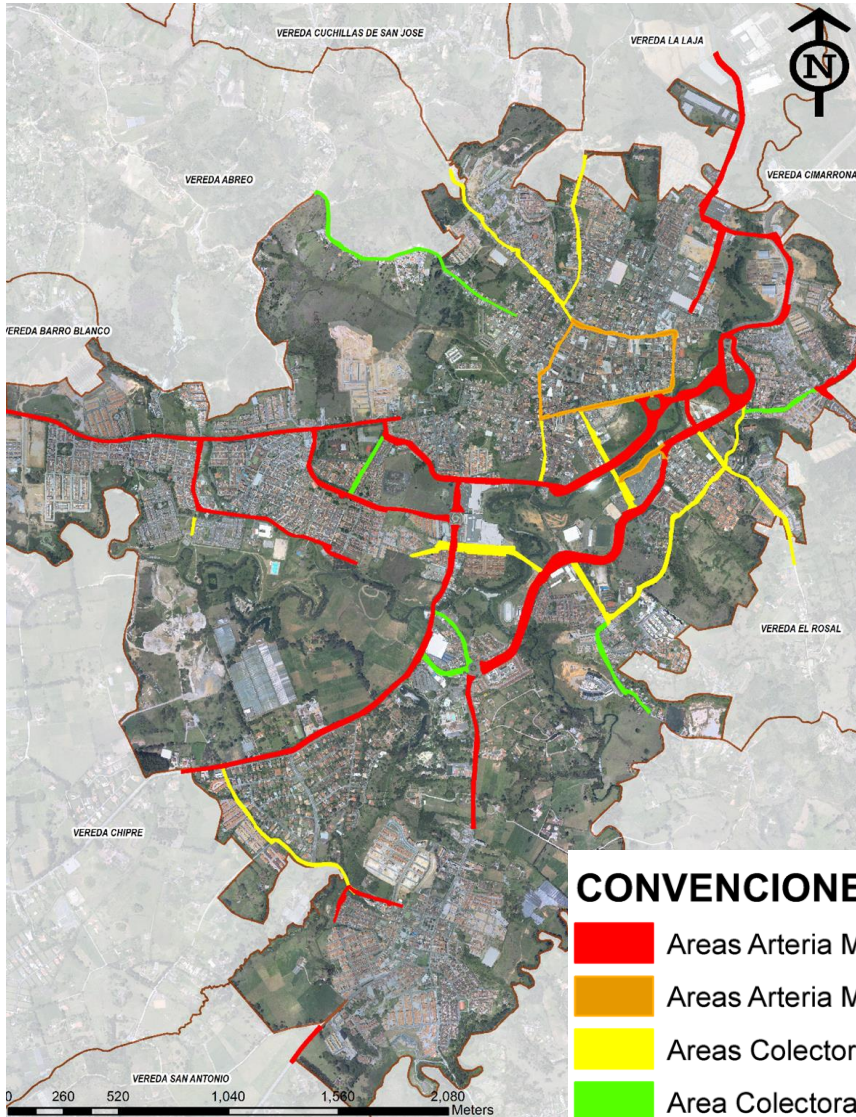 VEREDA CUCHILLAS DE SAN JOSE
VEREDA LA LAJA
N
VEREDA ABREO
VEREDA CIMARRONA
VEREDA BARRO BLANCO
VEREDA EL ROSAL
VEREDA CHIPRE
CONVENCIONE
Areas Arteria M
Areas Arteria M
Areas Colector
Area Colectora
VEREDA SAN ANTONIO
0 260 520 1,040 1,560 2,080
Meters